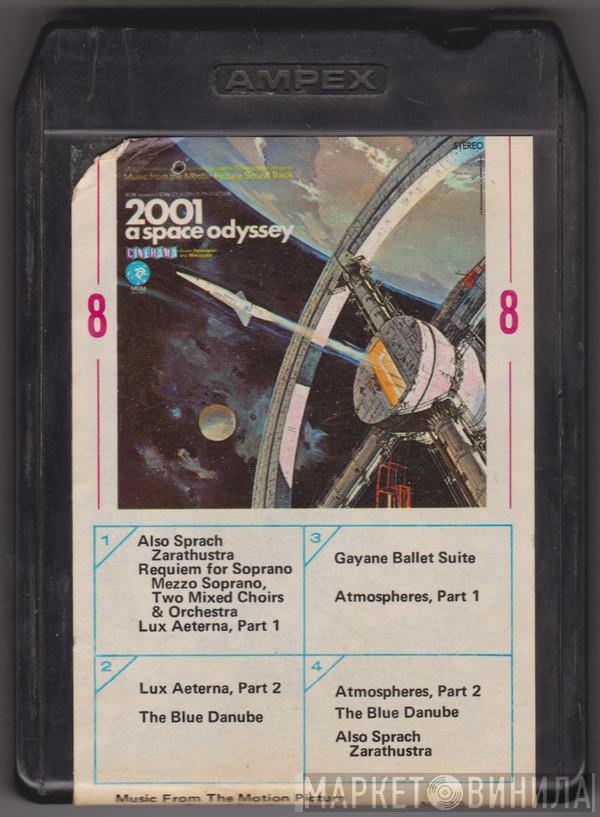 AMPEX
STEREO
Music from the Motion Picture Sound Track
2001
a space odyssey
CINERAMA
8
8
1
Also Sprach
Zarathustra
Requiem for Soprano
Mezzo Soprano,
Two Mixed Choirs
& Orchestra
Lux Aeterna, Part 1
3
Gayane Ballet Suite
Atmospheres, Part 1
2
Lux Aeterna, Part 2
The Blue Danube
4
Atmospheres, Part 2
The Blue Danube
Also Sprach
Zarathustra
Music From The Motion Picture
МАРКЕТ ВИНИЛА